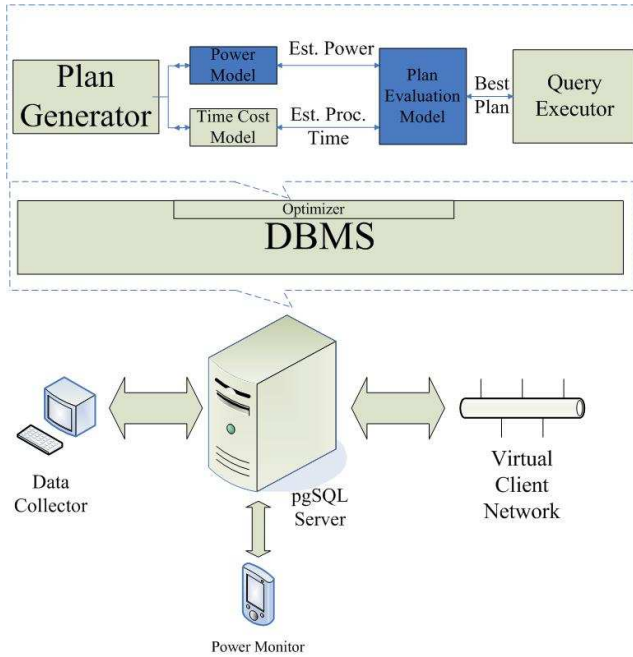 Plan
Generator
Power
Model
Est. Power
Time Cost
Model
Est. Proc.
Time
Plan
Evaluation
Model
Best
Plan
Query
Executor
Optimizer
DBMS
Data
Collector
pgSQL
Server
Virtual
Client
Network
Power Monitor